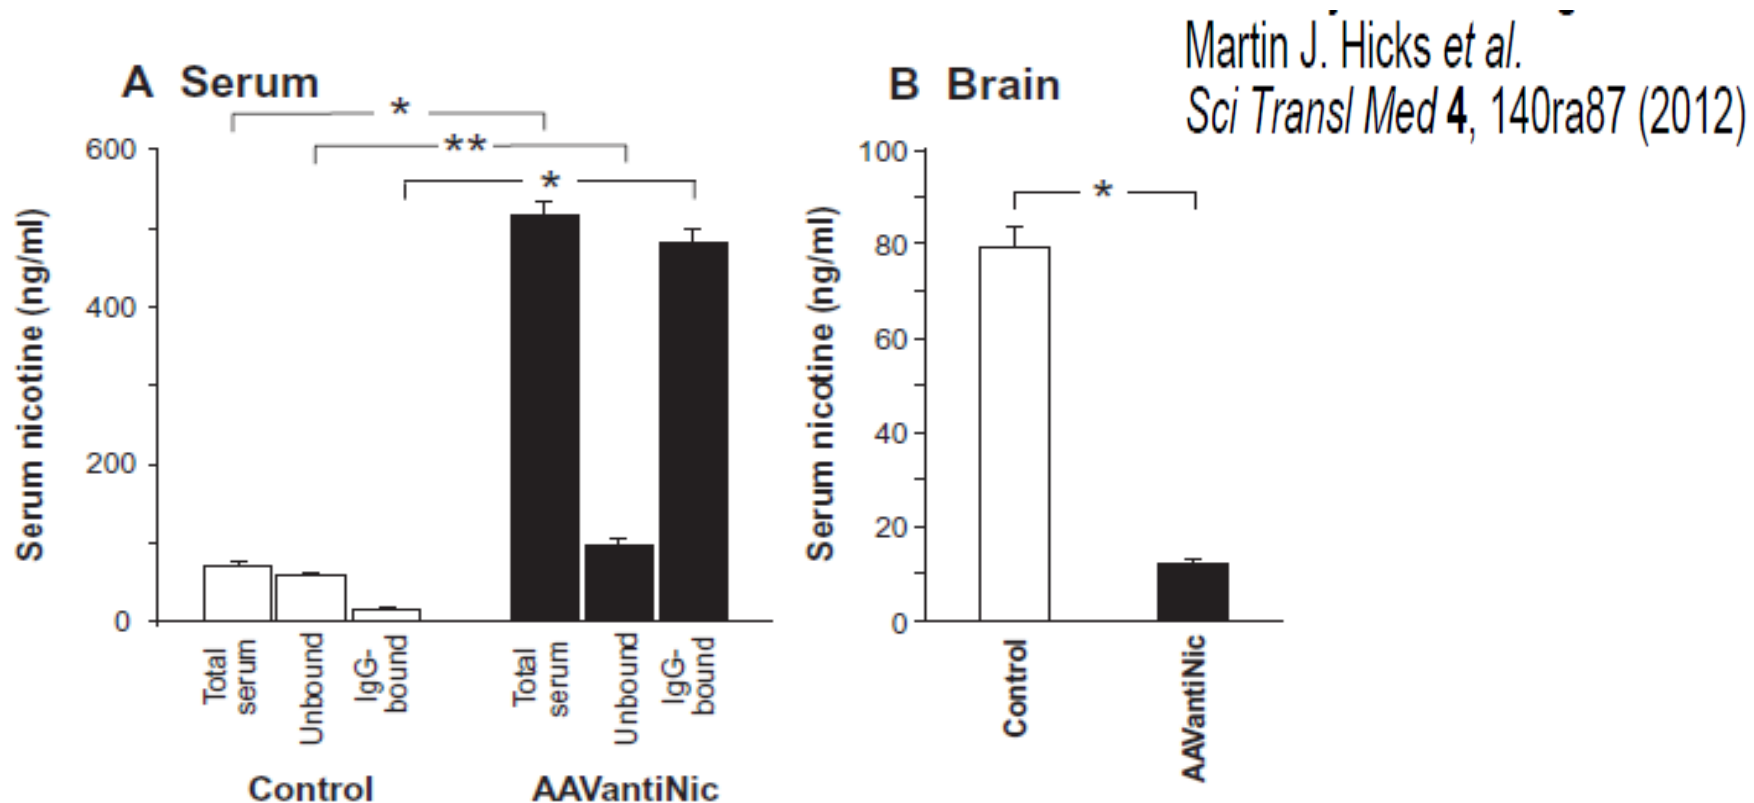 Martin J. Hicks et al.
Sci Transl Med 4, 140ra87 (2012)
A Serum
*
**
*
600
400
200
0
Serum nicotine (ng/ml)
Total serum
Unbound
IgG-bound
Total serum
Unbound
IgG-bound
Control
AAVantiNic
B Brain
*
100
80
60
40
20
0
Serum nicotine (ng/ml)
Control
AAVantiNic